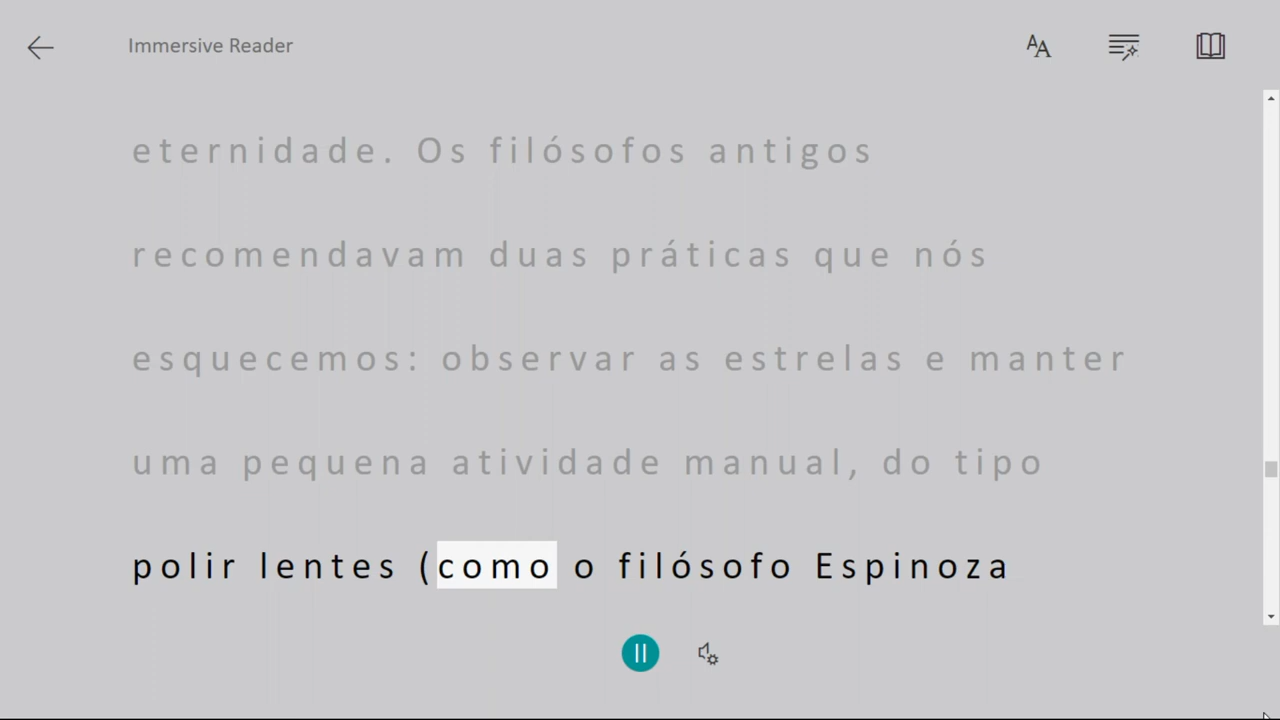 Immersive Reader
eternidade. Os filósofos antigos
recomendavam duas práticas que nós
esquecemos: observar as estrelas e manter
uma pequena atividade manual, do tipo
polir lentes (como o filósofo Espinoza